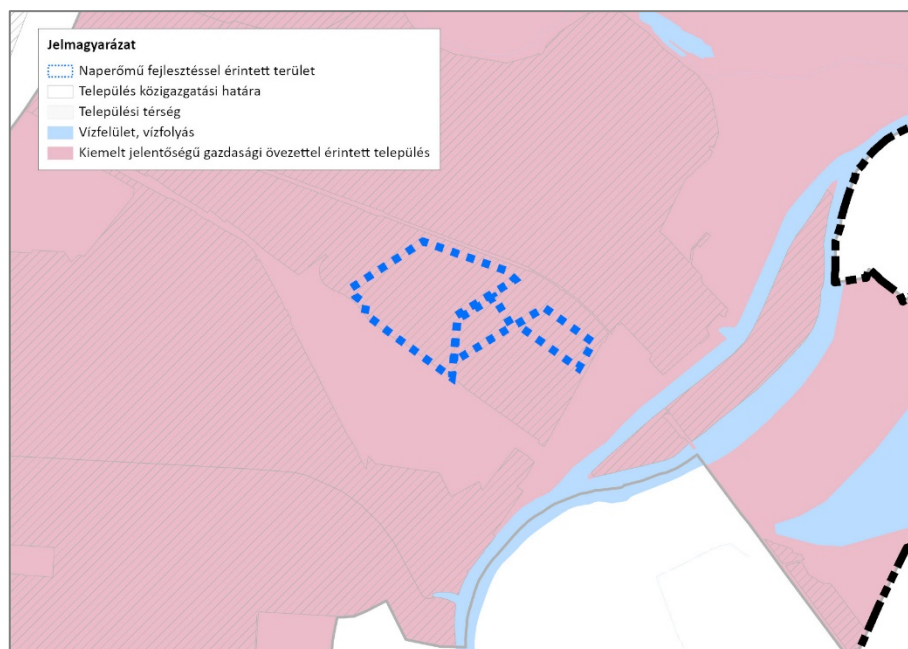 Jelmagyarázat
Naperőmű fejlesztéssel érintett terület
Település közigazgatási határa
Települési térség
Vízfelület, vízfolyás
Kiemelt jelentőségű gazdasági övezettel érintett település